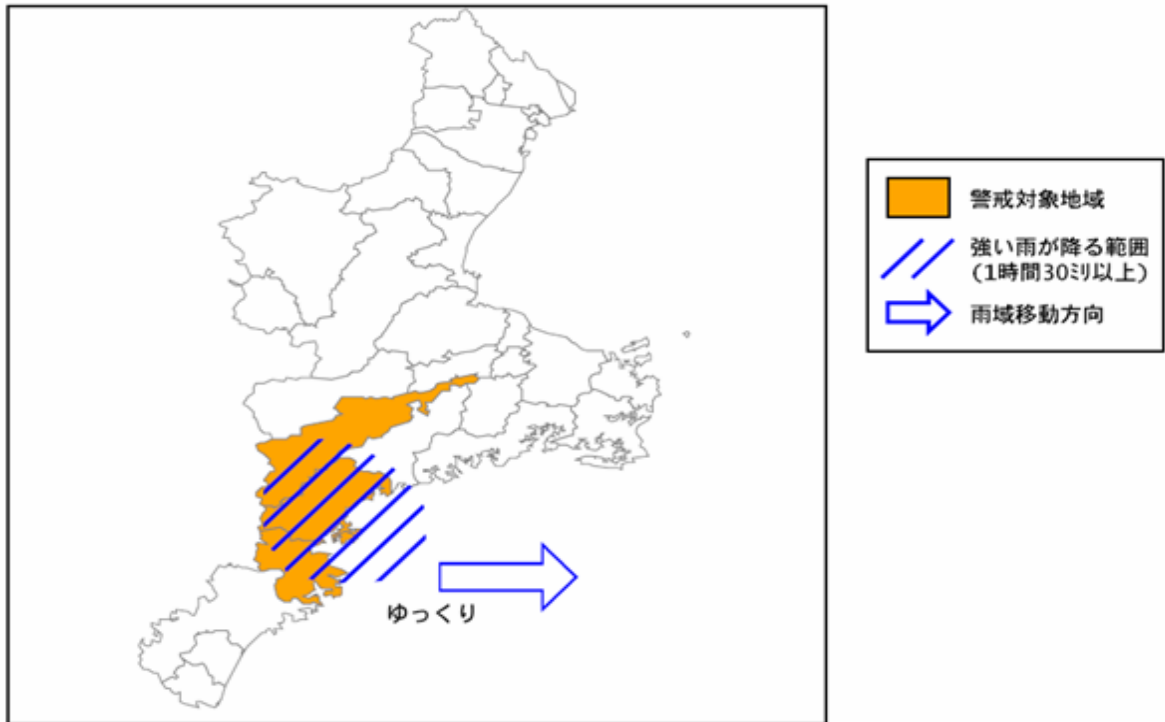 警戒対象地域
強い雨が降る範囲
(1時間30ミリ以上)
雨域移動方向
ゆっくり